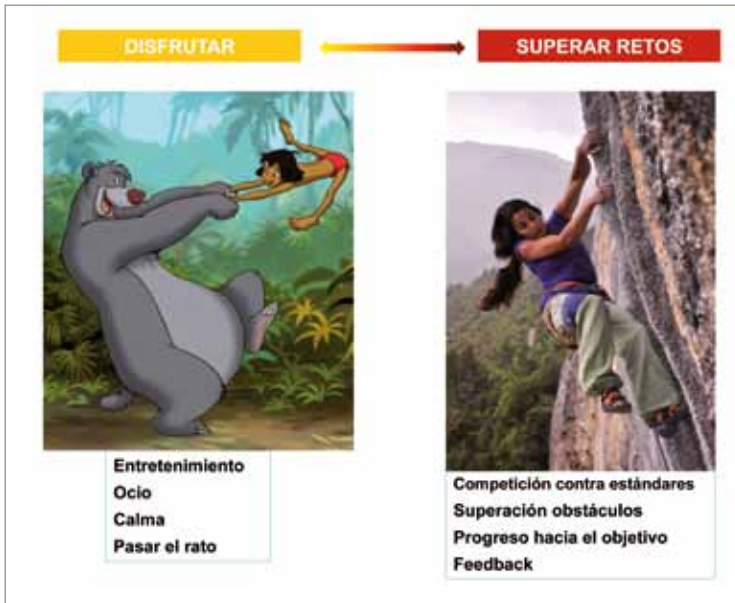 DISFRUTAR
SUPERAR RETOS
Entretenimiento
Ocio
Calma
Pasar el rato
Competición contra estándares
Superación obstáculos
Progreso hacia el objetivo
Feedback